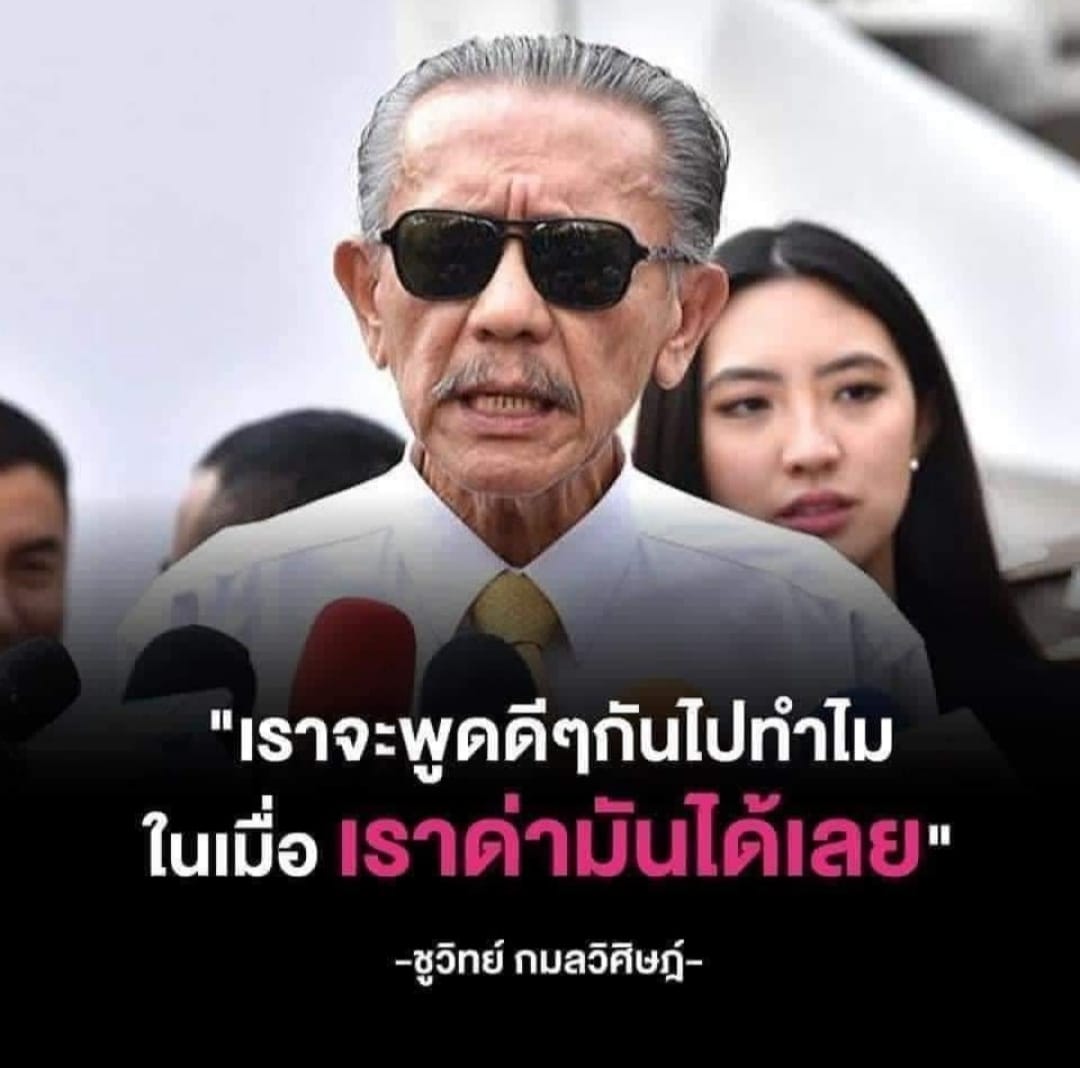 "เราจะพูดดีๆกันไปทำไม
ในเมื่อ เราด่ามันได้เลย"
-ชูวิทย์ กมลวิศิษฎ์-